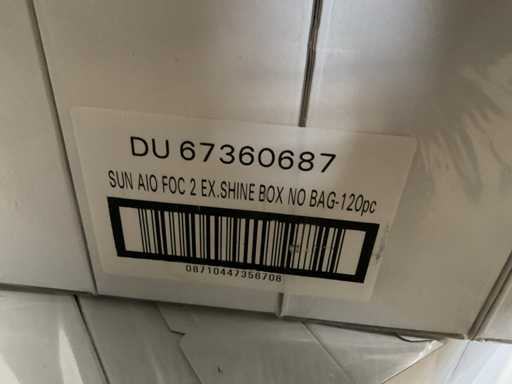 DU 67360687
SUN AIO FOC 2 EX.SHINE BOX NO BAG-120pc
08710447356708